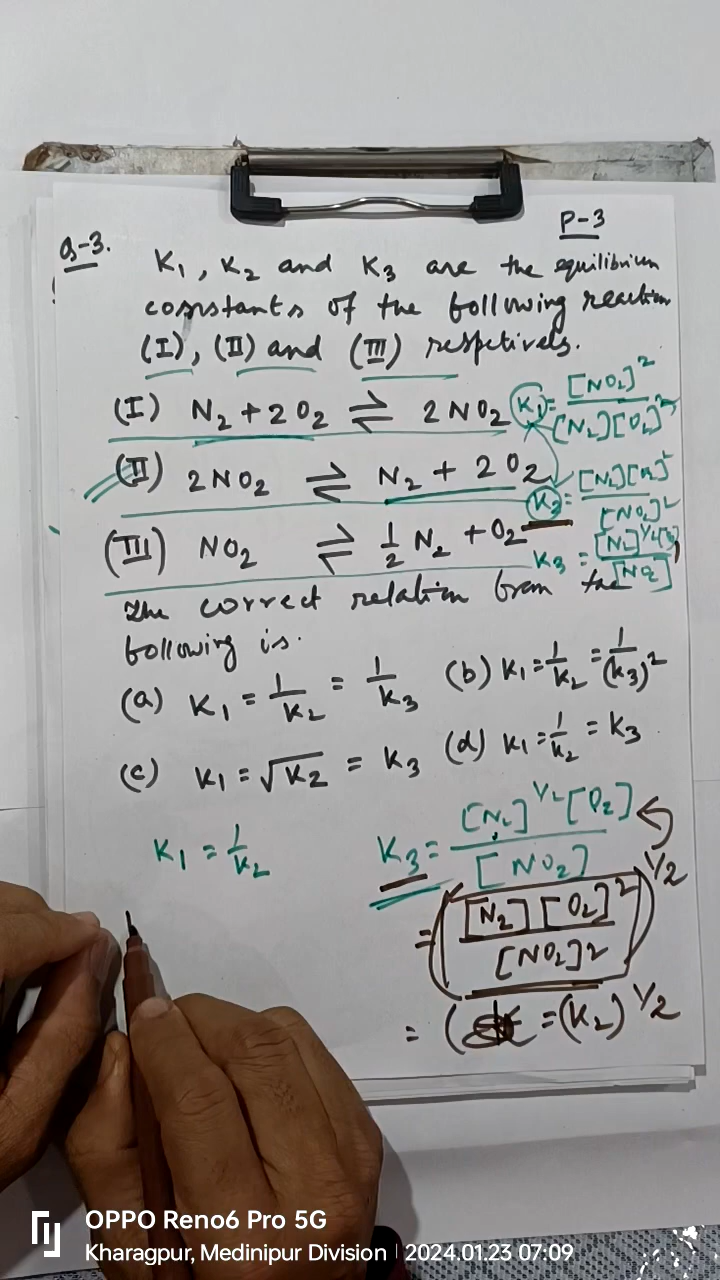 P-3
Q-3.
K₁, K₂ and K₃ are the equilibrium
constants of the following reaction
(I), (II) and (III) respetively.
(I) N₂ + 2O₂ ⇌ 2NO₂ K₁ = [NO₂]² / [N₂][O₂]²
(II) 2NO₂ ⇌ N₂ + 2O₂ K₂ = [N₂][O₂]² / [NO₂]²
(III) NO₂ ⇌ 1/2 N₂ + O₂ K₃ = [N₂]^1/2 [O₂] / [NO₂]
The correct relation from the
following is.
(a) K₁ = 1/K₂ = 1/K₃ (b) K₁ = 1/K₂ = 1/(K₃)²
(c) K₁ = √K₂ = K₃ (d) K₁ = 1/K₂ = K₃.
K₁ = 1/K₂ K₃ = [N₂]^1/2 [O₂] / [NO₂]
= ([N₂][O₂]² / [NO₂]²)^1/2
= ( = (K₂)^1/2
OPPO Reno6 Pro 5G
Kharagpur, Medinipur Division | 2024.01.23 07:09